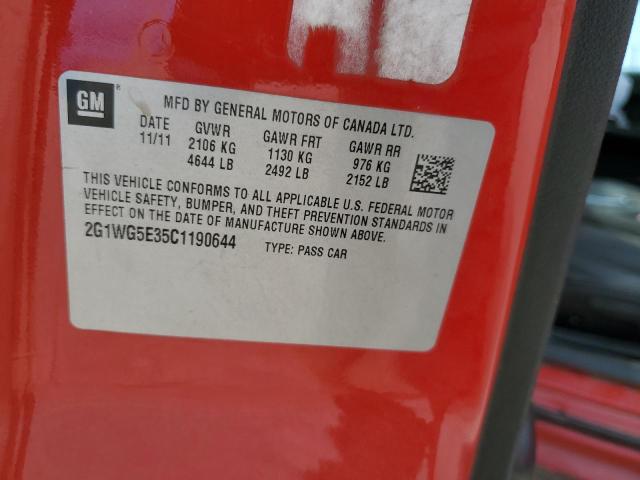 GM
®
MFD BY GENERAL MOTORS OF CANADA LTD.
DATE GVWR GAWR FRT GAWR RR
11/11 2106 KG 1130 KG 976 KG
4644 LB 2492 LB 2152 LB
THIS VEHICLE CONFORMS TO ALL APPLICABLE U.S. FEDERAL MOTOR
VEHICLE SAFETY, BUMPER, AND THEFT PREVENTION STANDARDS IN
EFFECT ON THE DATE OF MANUFACTURE SHOWN ABOVE.
2G1WG5E35C1190644 TYPE: PASS CAR